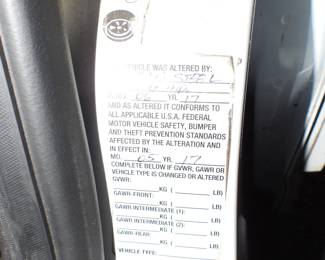 VEHICLE WAS ALTERED BY:
STEEL
MO. 06 YR. 17
AND AS ALTERED IT CONFORMS TO
ALL APPLICABLE U.S.A. FEDERAL
MOTOR VEHICLE SAFETY, BUMPER
AND THEFT PREVENTION STANDARDS
AFFECTED BY THE ALTERATION AND
IN EFFECT IN:
MO. 05 YR. 17
COMPLETE BELOW IF GVWR, GAWR OR
VEHICLE TYPE IS CHANGED OR ALTERED
GVWR:
KG ( LB)
GAWR-FRONT:
KG ( LB)
GAWR INTERMEDIATE (1):
KG ( LB)
GAWR INTERMEDIATE (2):
KG ( LB)
GAWR-REAR:
KG ( LB)
VEHICLE TYPE: